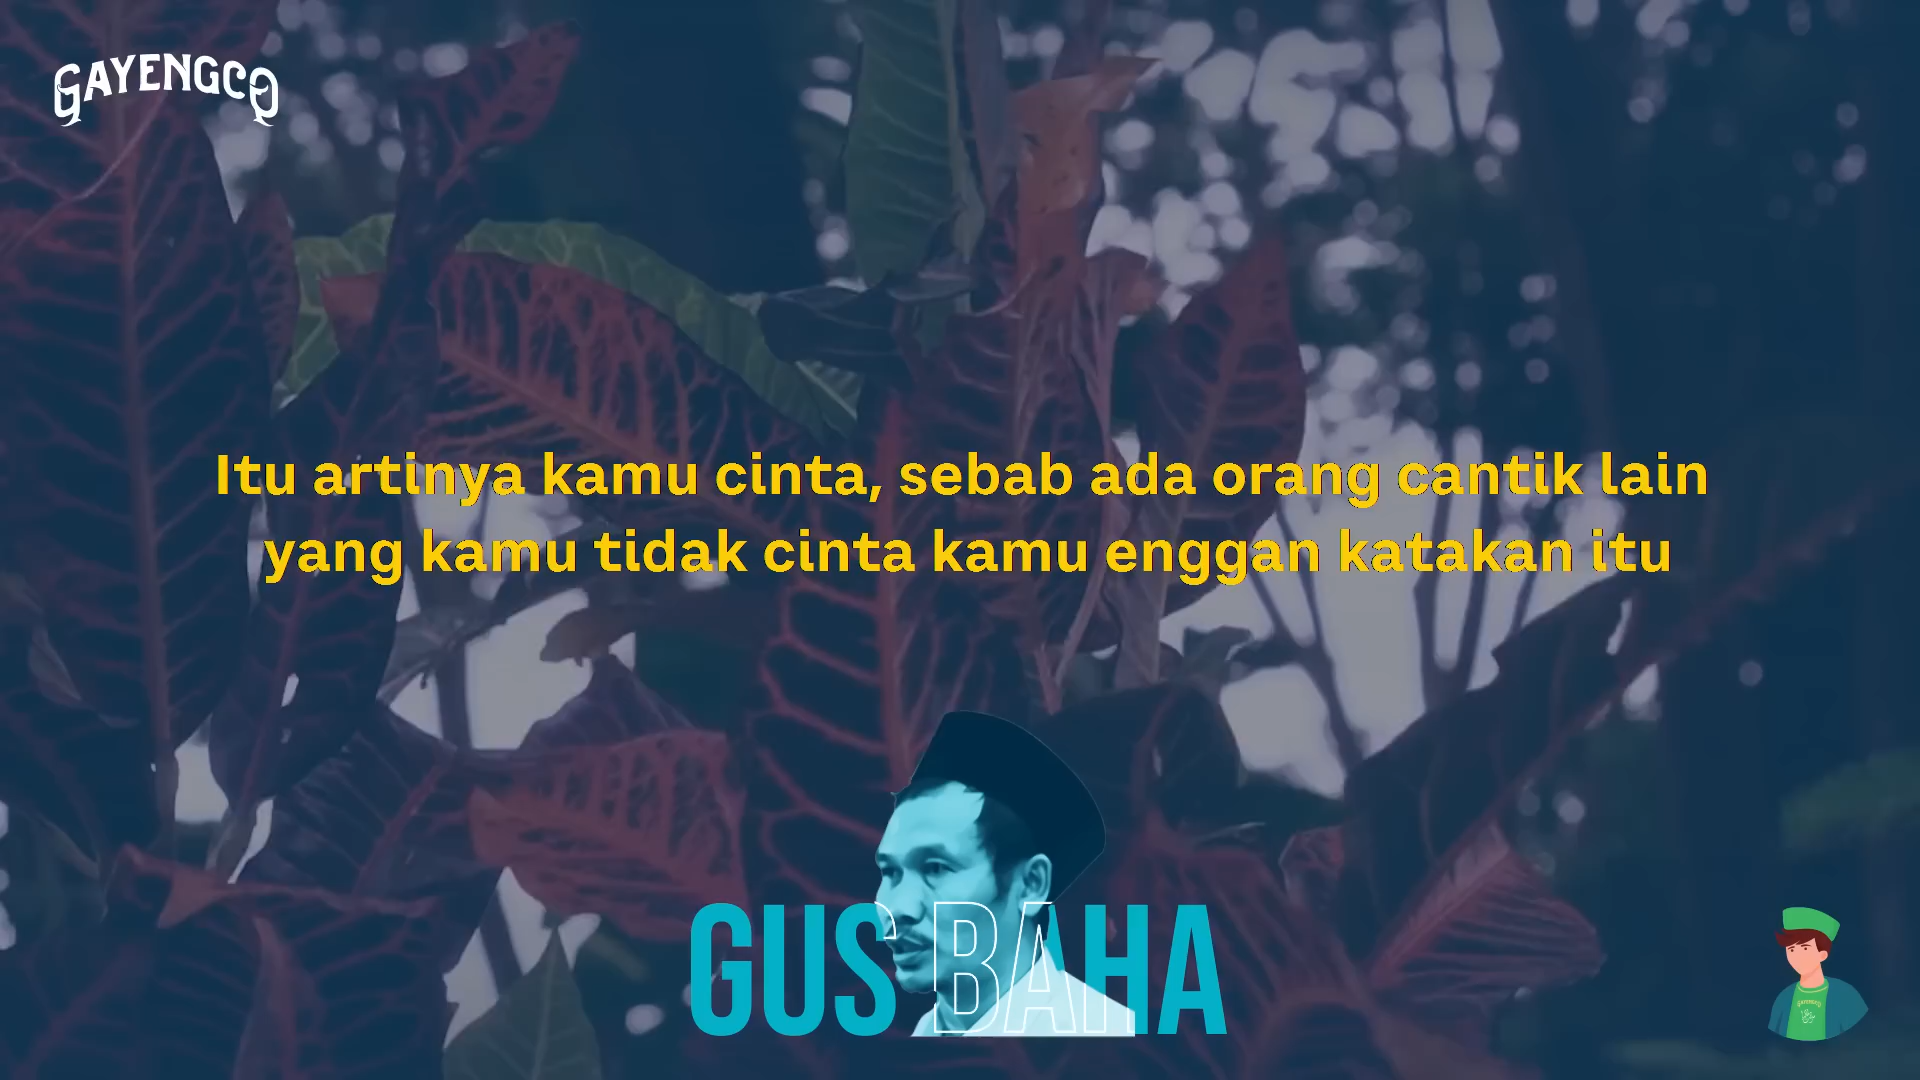 GAYENGCO
Itu artinya kamu cinta, sebab ada orang cantik lain
yang kamu tidak cinta kamu enggan katakan itu
GUS BAHA